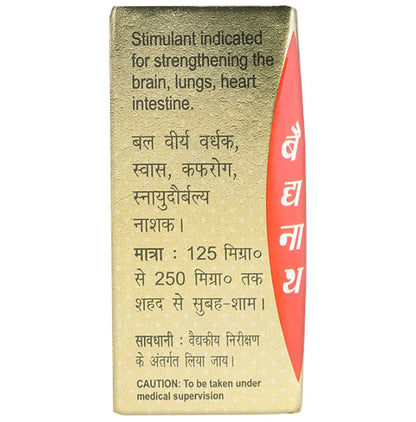 Stimulant indicated
for strengthening the
brain, lungs, heart
intestine.
बल वीर्य वर्धक,
स्वास, कफरोग,
स्नायुदौर्बल्य
नाशक।
मात्रा : 125 मिग्रा०
से 250 मिग्रा० तक
शहद से सुबह-शाम।
सावधानी : वैद्यकीय निरीक्षण
के अंतर्गत लिया जाय।
CAUTION: To be taken under
medical supervision
बैद्यनाथ